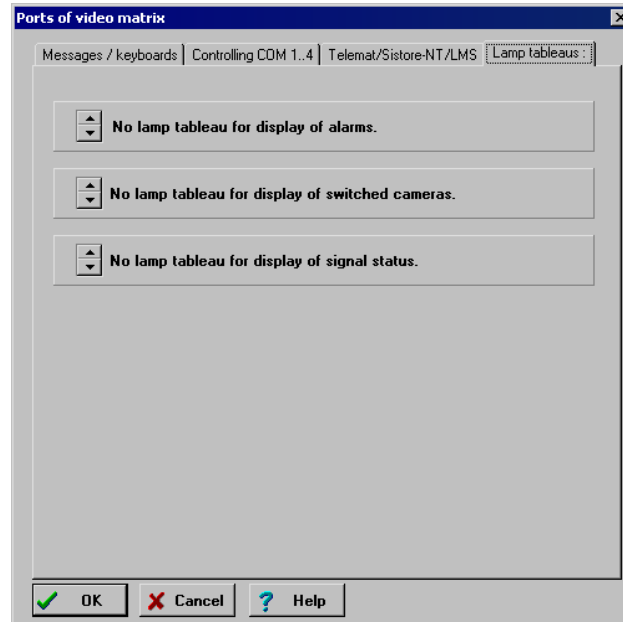 Ports of video matrix
Messages / keyboards Controlling COM 1..4 Telemat/Sistore-NT/LMS Lamp tableaus :
No lamp tableau for display of alarms.
No lamp tableau for display of switched cameras.
No lamp tableau for display of signal status.
OK Cancel ? Help